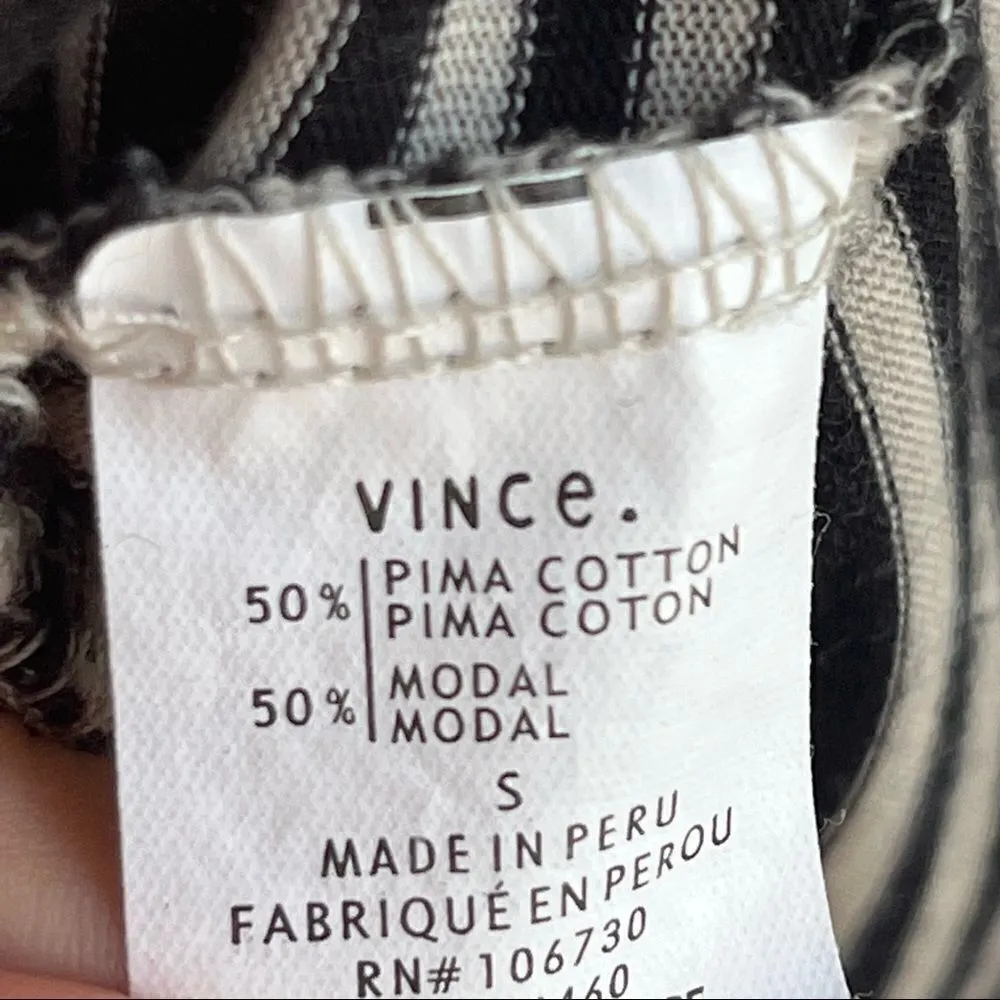 VINCe.
50% PIMA COTTON
PIMA COTON
50% MODAL
MODAL
S
MADE IN PERU
FABRIQUÉ EN PEROU
RN# 106730